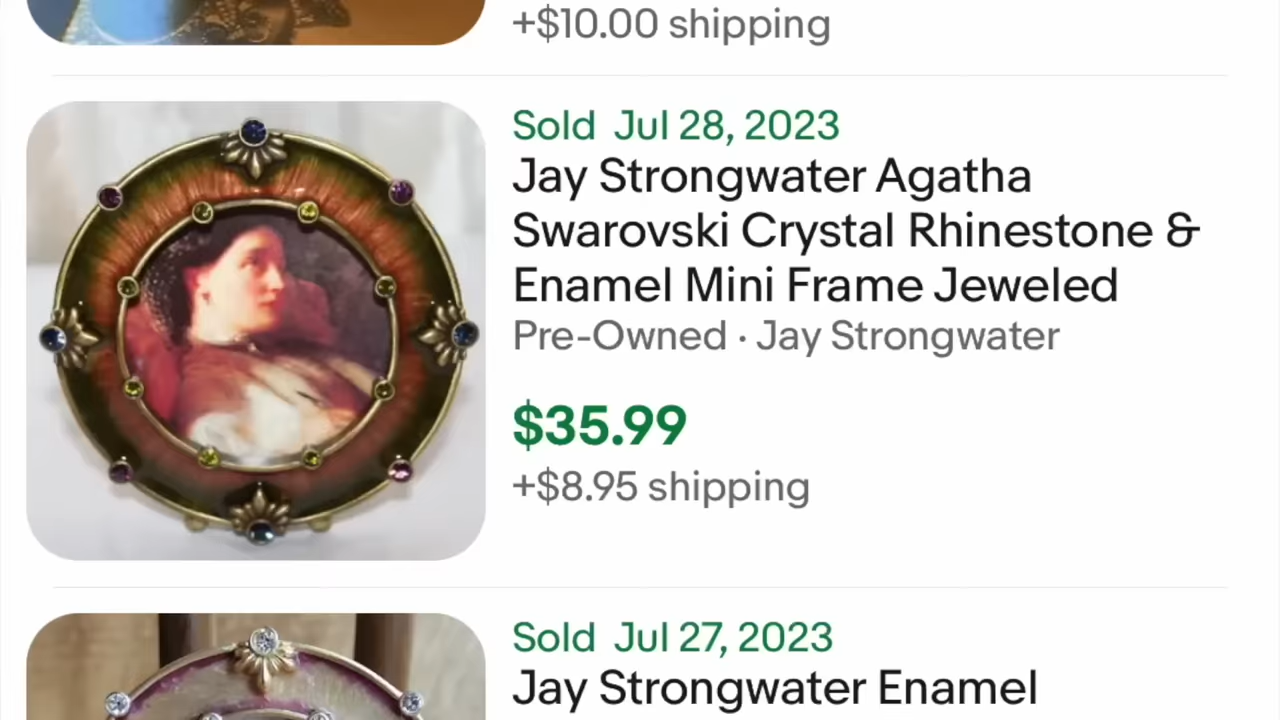 +$10.00 shipping
Sold Jul 28, 2023
Jay Strongwater Agatha
Swarovski Crystal Rhinestone &
Enamel Mini Frame Jeweled
Pre-Owned · Jay Strongwater
$35.99
+$8.95 shipping
Sold Jul 27, 2023
Jay Strongwater Enamel